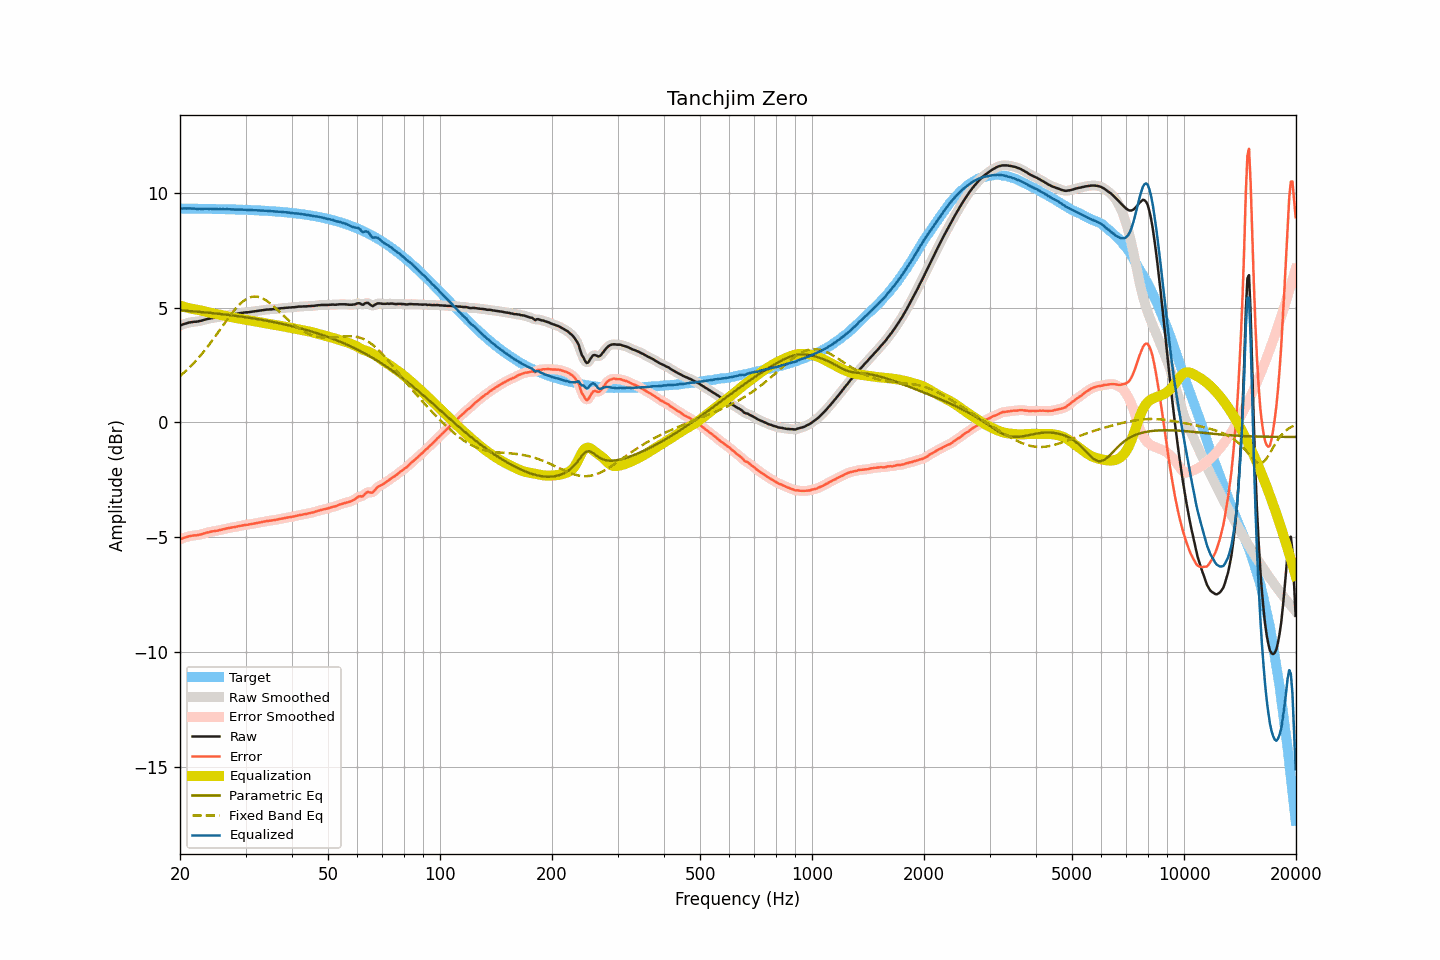 Tanchjim Zero
10
5
0
−5
−10
−15
Amplitude (dBr)
Target
Raw Smoothed
Error Smoothed
Raw
Error
Equalization
Parametric Eq
Fixed Band Eq
Equalized
20 50 100 200 500 1000 2000 5000 10000 20000
Frequency (Hz)